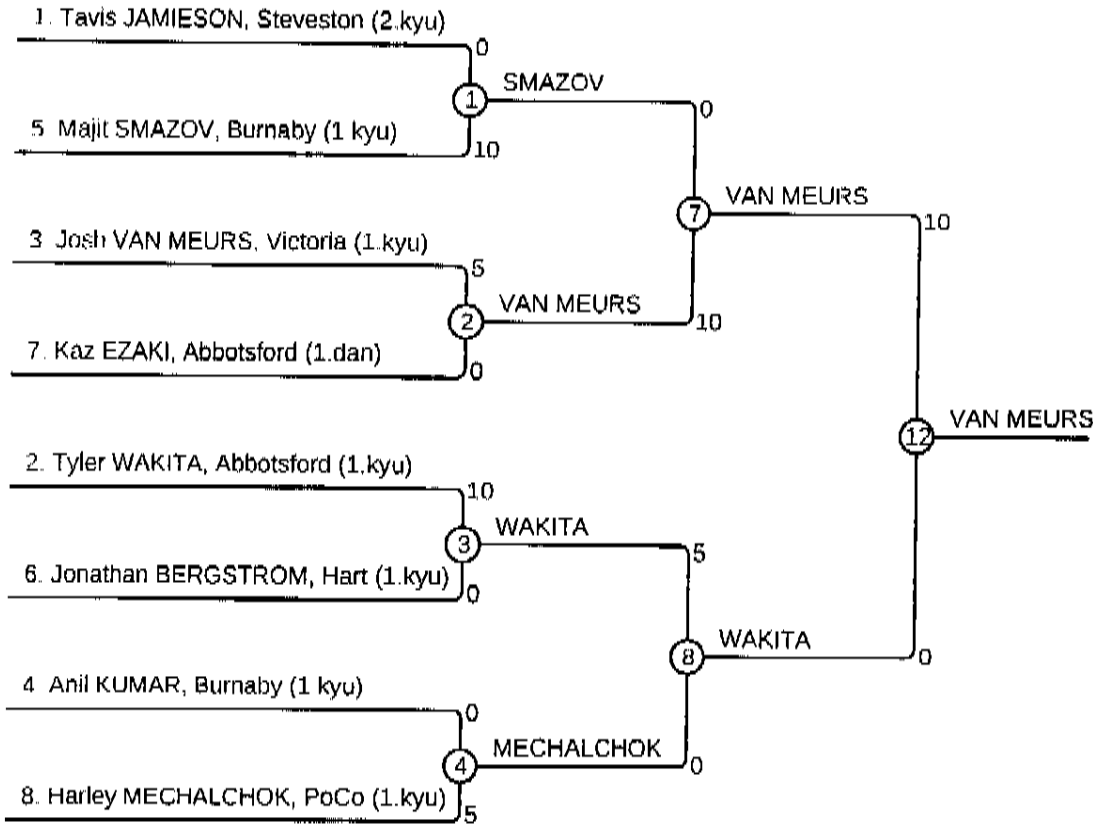 1. Tavis JAMIESON, Steveston (2.kyu)
0
SMAZOV
1
0
5 Majit SMAZOV, Burnaby (1 kyu)
10
VAN MEURS
7
10
3 Josh VAN MEURS, Victoria (1.kyu)
5
VAN MEURS
2
10
7. Kaz EZAKI, Abbotsford (1.dan)
0
VAN MEURS
12
2. Tyler WAKITA, Abbotsford (1.kyu)
10
WAKITA
3
5
6. Jonathan BERGSTROM, Hart (1.kyu)
0
WAKITA
8
0
4 Anil KUMAR, Burnaby (1 kyu)
0
MECHALCHOK
4
0
8. Harley MECHALCHOK, PoCo (1.kyu)
5